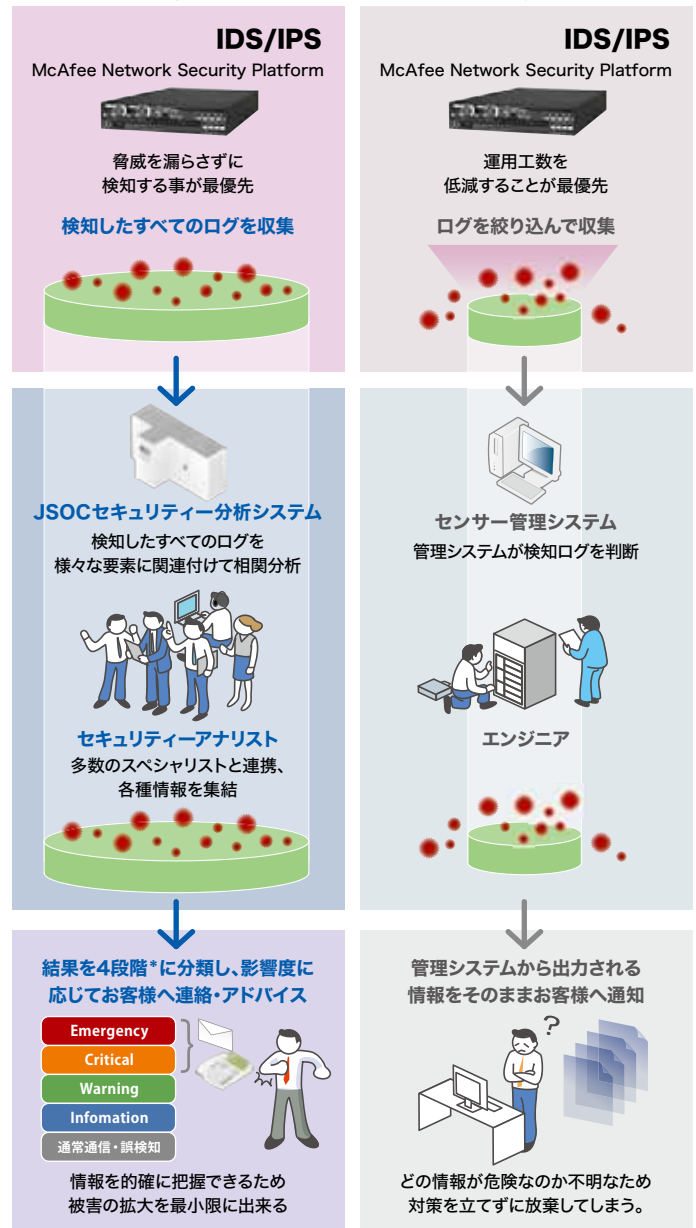 IDS/IPS
McAfee Network Security Platform
脅威を漏らさずに
検知する事が最優先
検知したすべてのログを収集
JSOCセキュリティー分析システム
検知したすべてのログを
様々な要素に関連付けて相関分析
セキュリティーアナリスト
多数のスペシャリストと連携、
各種情報を集結
結果を4段階*に分類し、影響度に
応じてお客様へ連絡・アドバイス
Emergency
Critical
Warning
Infomation
通常通信・誤検知
情報を的確に把握できるため
被害の拡大を最小限に出来る
IDS/IPS
McAfee Network Security Platform
運用工数を
低減することが最優先
ログを絞り込んで収集
センサー管理システム
管理システムが検知ログを判断
エンジニア
管理システムから出力される
情報をそのままお客様へ通知
?
どの情報が危険なのか不明なため
対策を立てずに放棄してしまう。